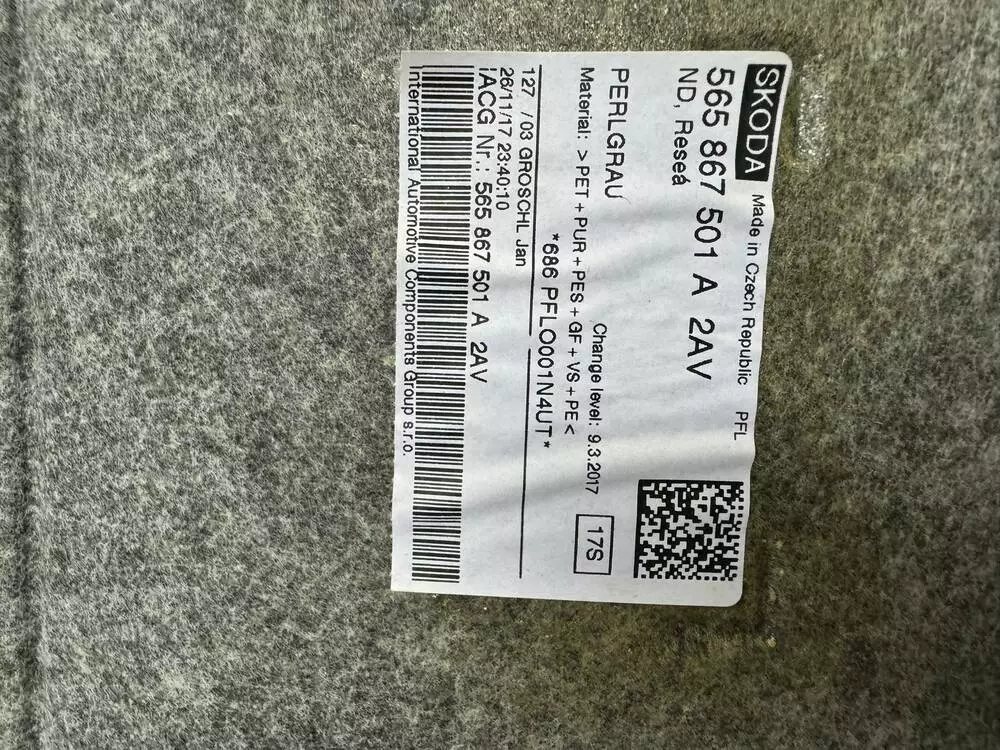 SKODA Made in Czech Republic PFL
565 867 501 A 2AV
ND, Reseá
PERLGRAU
Change level: 9.3.2017 17S
Material: >PET+PUR+PES+GF+VS+PE<
*686 PFLO001N4UT*
127 /03 GROSCHL Jan
26/11/17 23:40:10
IACG Nr.: 565 867 501 A 2AV
International Automotive Components Group s.r.o.